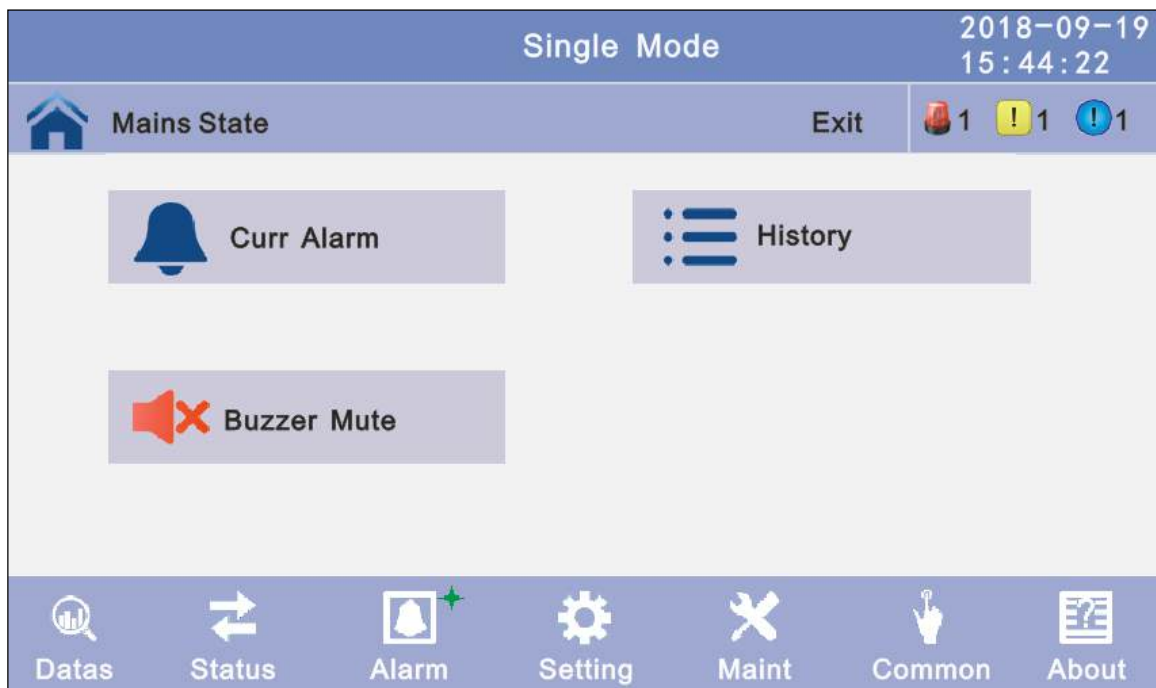 Single Mode
2018-09-19
15:44:22
Mains State
Exit
1
! 1
! 1
Curr Alarm
History
Buzzer Mute
?
Datas
Status
Alarm
Setting
Maint
Common
About